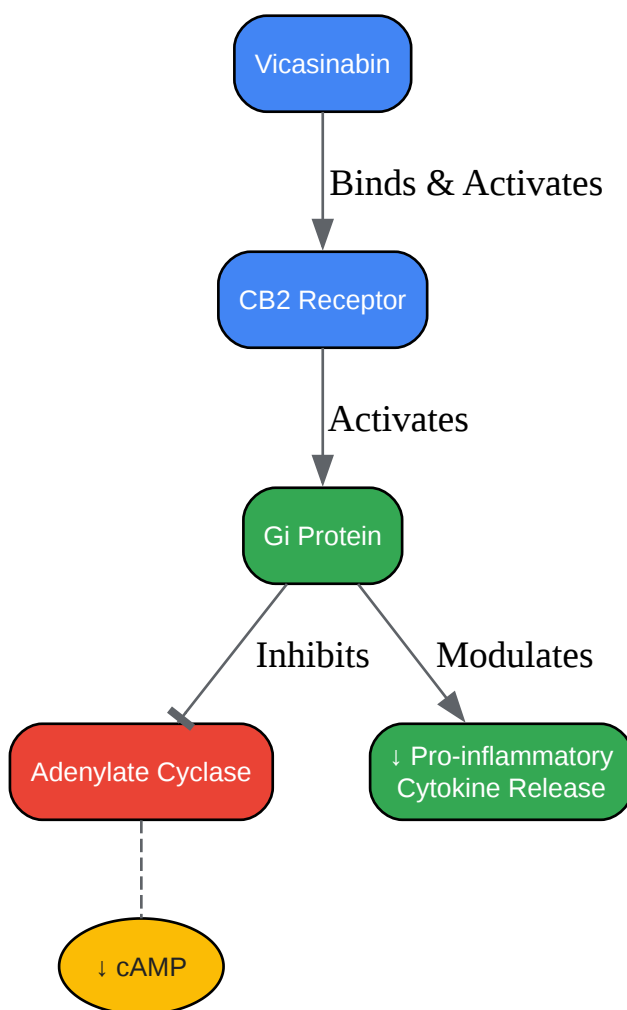 Vicasinabin
Binds & Activates
CB2 Receptor
Activates
Gi Protein
Inhibits
Modulates
Adenylate Cyclase
↓ Pro-inflammatory
Cytokine Release
↓ cAMP